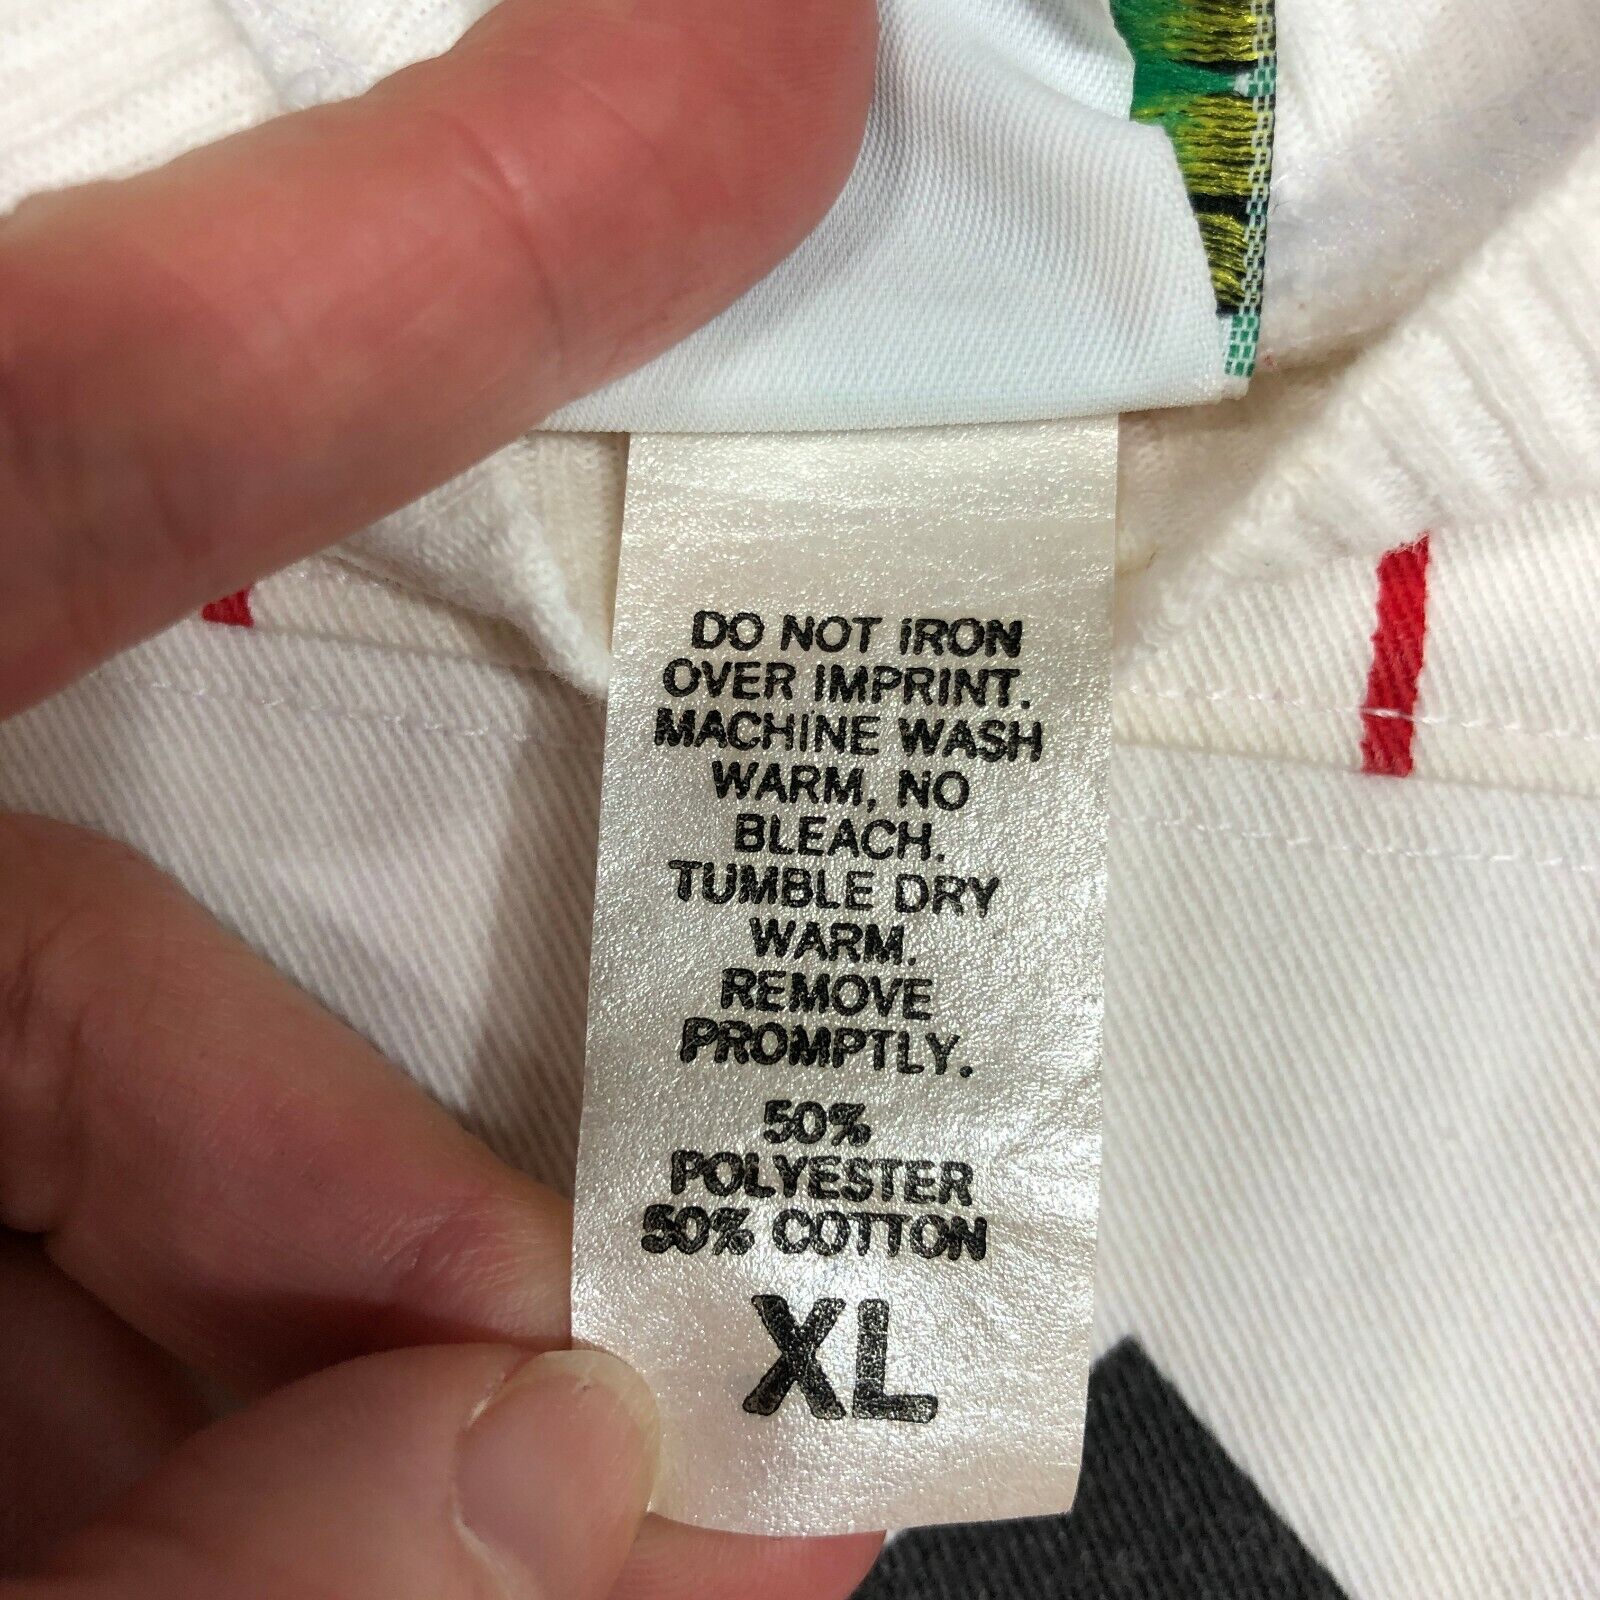 DO NOT IRON
OVER IMPRINT.
MACHINE WASH
WARM, NO
BLEACH.
TUMBLE DRY
WARM.
REMOVE
PROMPTLY.
50%
POLYESTER
50% COTTON
XL